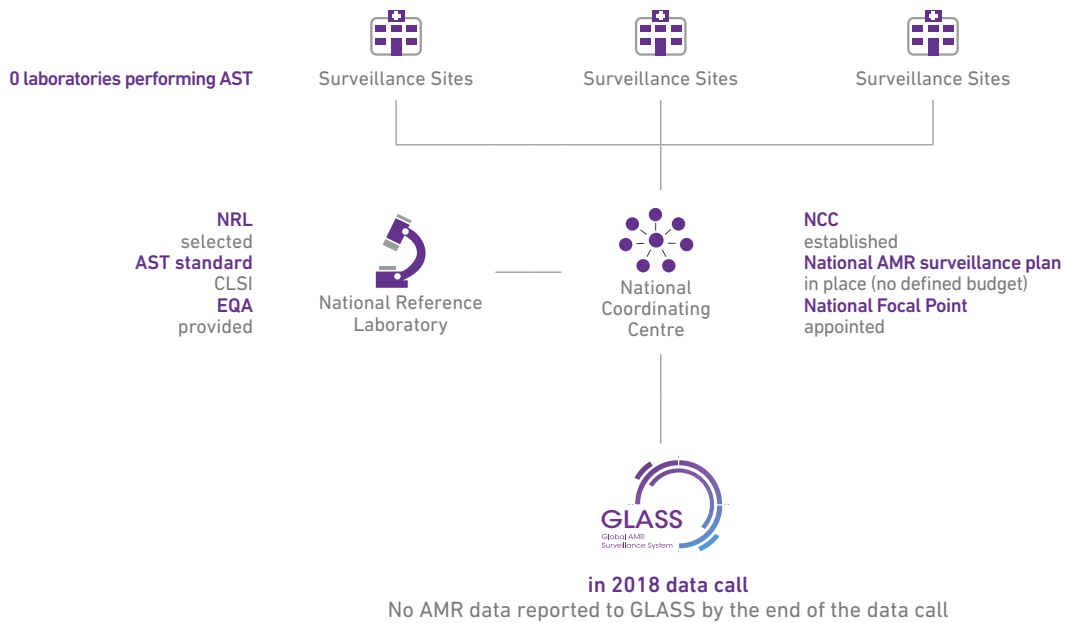 0 laboratories performing AST
Surveillance Sites
Surveillance Sites
Surveillance Sites
NRL
selected
AST standard
CLSI
EQA
provided
National Reference
Laboratory
National
Coordinating
Centre
NCC
established
National AMR surveillance plan
in place (no defined budget)
National Focal Point
appointed
GLASS
Global AMR
Surveillance System
in 2018 data call
No AMR data reported to GLASS by the end of the data call